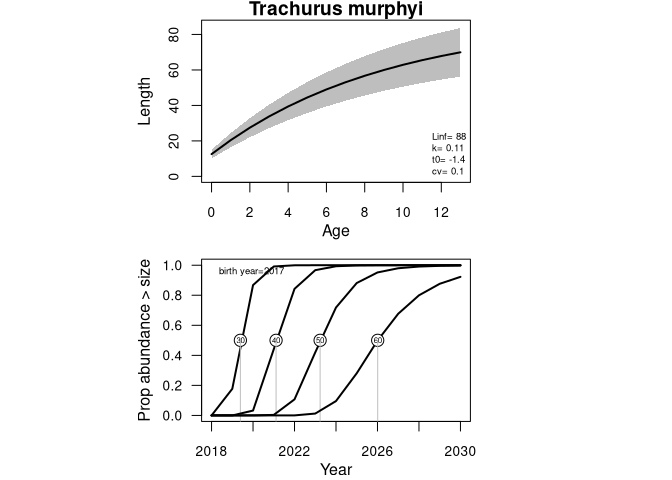 Trachurus murphyi
80
60
40
20
0
Length
Linf= 88
k= 0.11
t0= -1.4
cv= 0.1
0 2 4 6 8 10 12
Age
1.0
0.8
0.6
0.4
0.2
0.0
Prop abundance > size
birth year=2017
30 40 50 60
2018 2022 2026 2030
Year